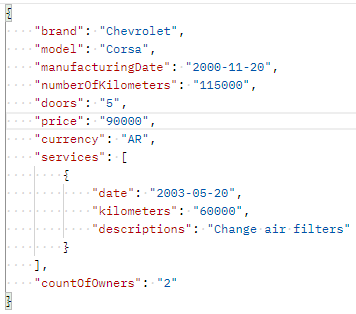 {
    "brand": "Chevrolet",
    "model": "Corsa",
    "manufacturingDate": "2000-11-20",
    "numberOfKilometers": "115000",
    "doors": "5",
    "price": "90000",
    "currency": "AR",
    "services": [
        {
            "date": "2003-05-20",
            "kilometers": "60000",
            "descriptions": "Change air filters"
        }
    ],
    "countOfOwners": "2"
}